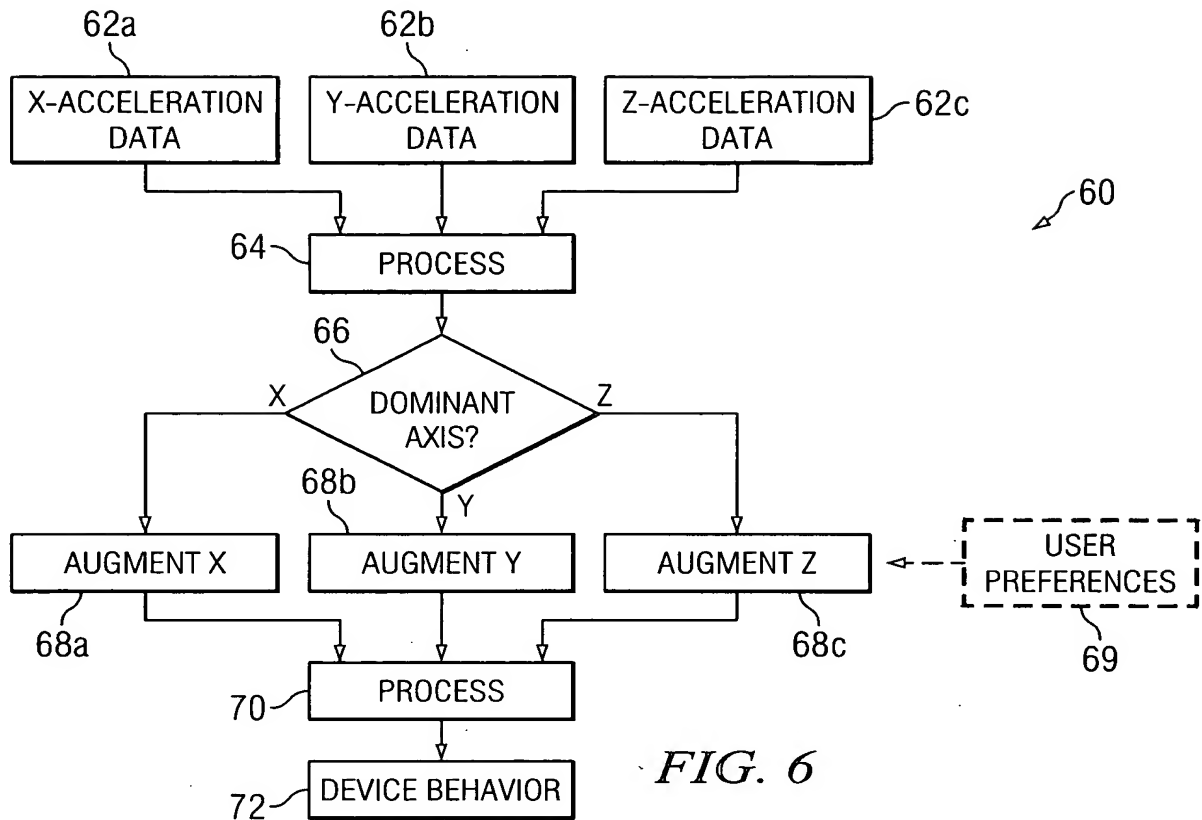 62a
62b
X-ACCELERATION
DATA
Y-ACCELERATION
DATA
Z-ACCELERATION
DATA
62c
60
64
PROCESS
66
X
DOMINANT
AXIS?
Z
Y
68b
AUGMENT X
AUGMENT Y
AUGMENT Z
USER
PREFERENCES
68a
68c
69
70
PROCESS
72
DEVICE BEHAVIOR
FIG. 6